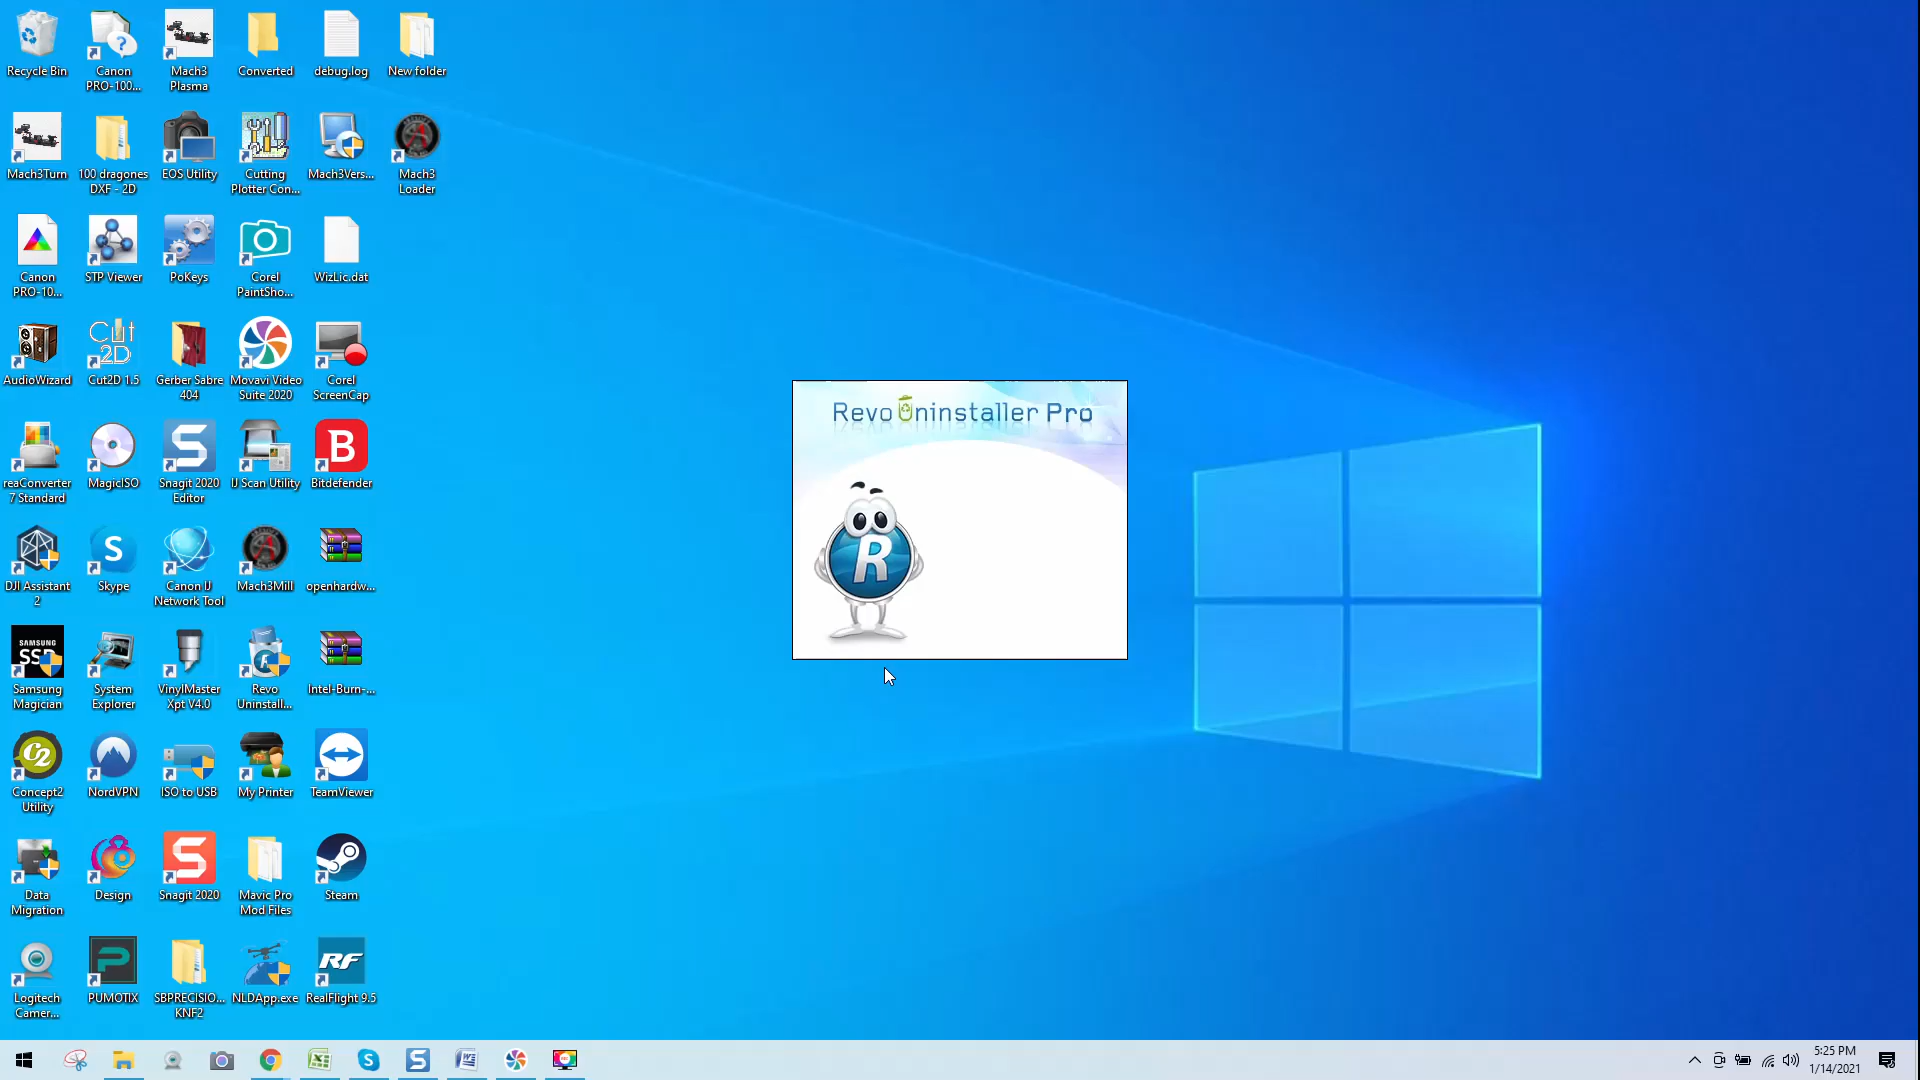 Recycle Bin
Canon
PRO-100...
Mach3
Plasma
Converted
debug.log
New folder
Mach3Turn
100 dragones
DXF - 2D
EOS Utility
Cutting
Plotter Con...
Mach3Vers...
Mach3
Loader
Canon
PRO-10...
STP Viewer
PoKeys
Corel
PaintSho...
WizLic.dat
AudioWizard
Cut
2D
Cut2D 1.5
Gerber Sabre
404
Movavi Video
Suite 2020
Corel
ScreenCap
reaConverter
7 Standard
MagicISO
S
Snagit 2020
Editor
IJ Scan Utility
B
Bitdefender
DJI Assistant
2
S
Skype
Canon IJ
Network Tool
Mach3Mill
openhardw...
SAMSUNG
SSD
Samsung
Magician
System
Explorer
VinylMaster
Xpt V4.0
R
Revo
Uninstall...
Intel-Burn-...
C2
Concept2
Utility
NordVPN
ISO to USB
My Printer
TeamViewer
Data
Migration
Design
S
Snagit 2020
Mavic Pro
Mod Files
Steam
Logitech
Camer...
P
PUMOTIX
SBPRECISIO...
KNF2
NLDApp.exe
RF
RealFlight 9.5
Revo Uninstaller Pro
R
5:25 PM
1/14/2021